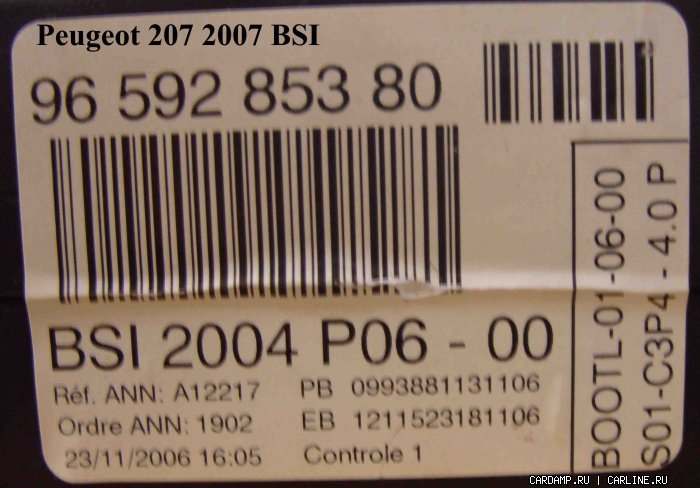 Peugeot 207 2007 BSI
96 592 853 80
BSI 2004 P06 - 00
Réf. ANN: A12217 PB 0993881131106
Ordre ANN: 1902 EB 1211523181106
23/11/2006 16:05 Controle 1
BOOTL-01-06-00
S01-C3P4 - 4.0 P
CARDAMP.RU | CARLINE.RU